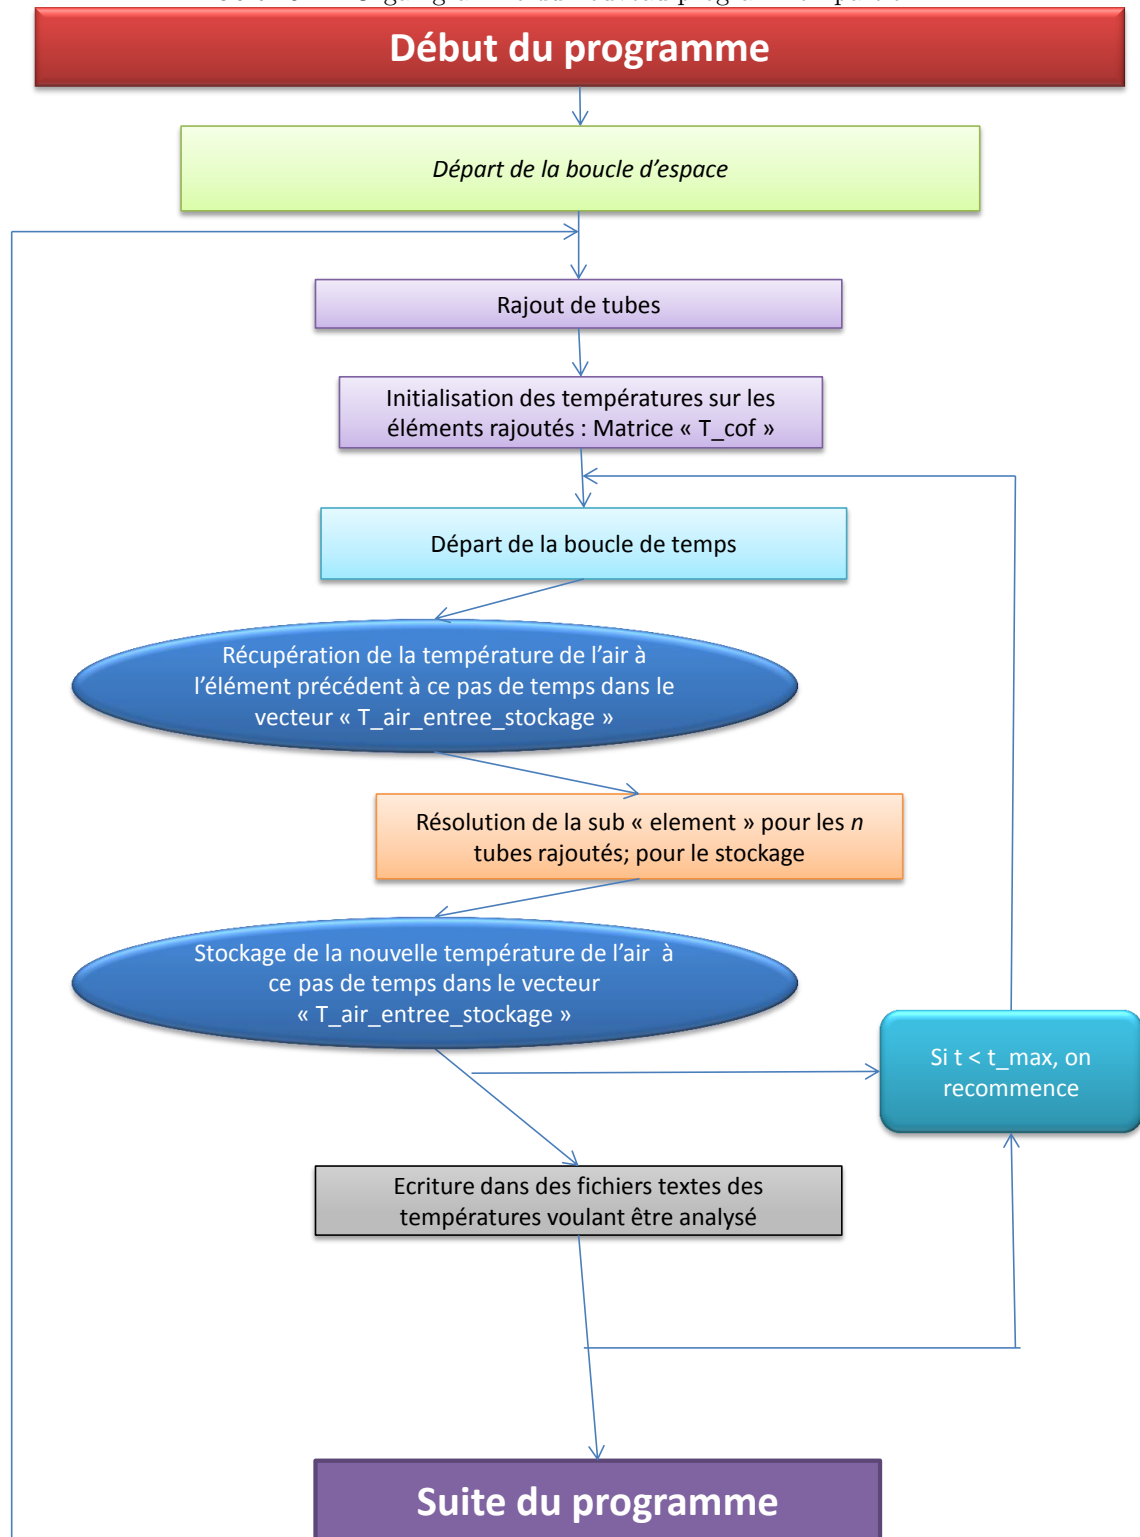 Début du programme
Départ de la boucle d’espace
Rajout de tubes
Initialisation des températures sur les
éléments rajoutés : Matrice « T_cof »
Départ de la boucle de temps
Récupération de la température de l’air à
l’élément précédent à ce pas de temps dans le
vecteur « T_air_entree_stockage »
Résolution de la sub « element » pour les n
tubes rajoutés; pour le stockage
Stockage de la nouvelle température de l’air à
ce pas de temps dans le vecteur
« T_air_entree_stockage »
Si t < t_max, on
recommence
Ecriture dans des fichiers textes des
températures voulant être analysé
Suite du programme